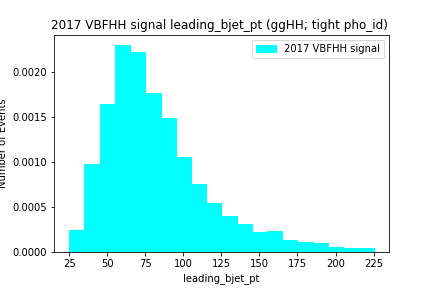 2017 VBFHH signal leading_bjet_pt (ggHH; tight pho_id)
2017 VBFHH signal
Number of Events
0.0020
0.0015
0.0010
0.0005
0.0000
25 50 75 100 125 150 175 200 225
leading_bjet_pt